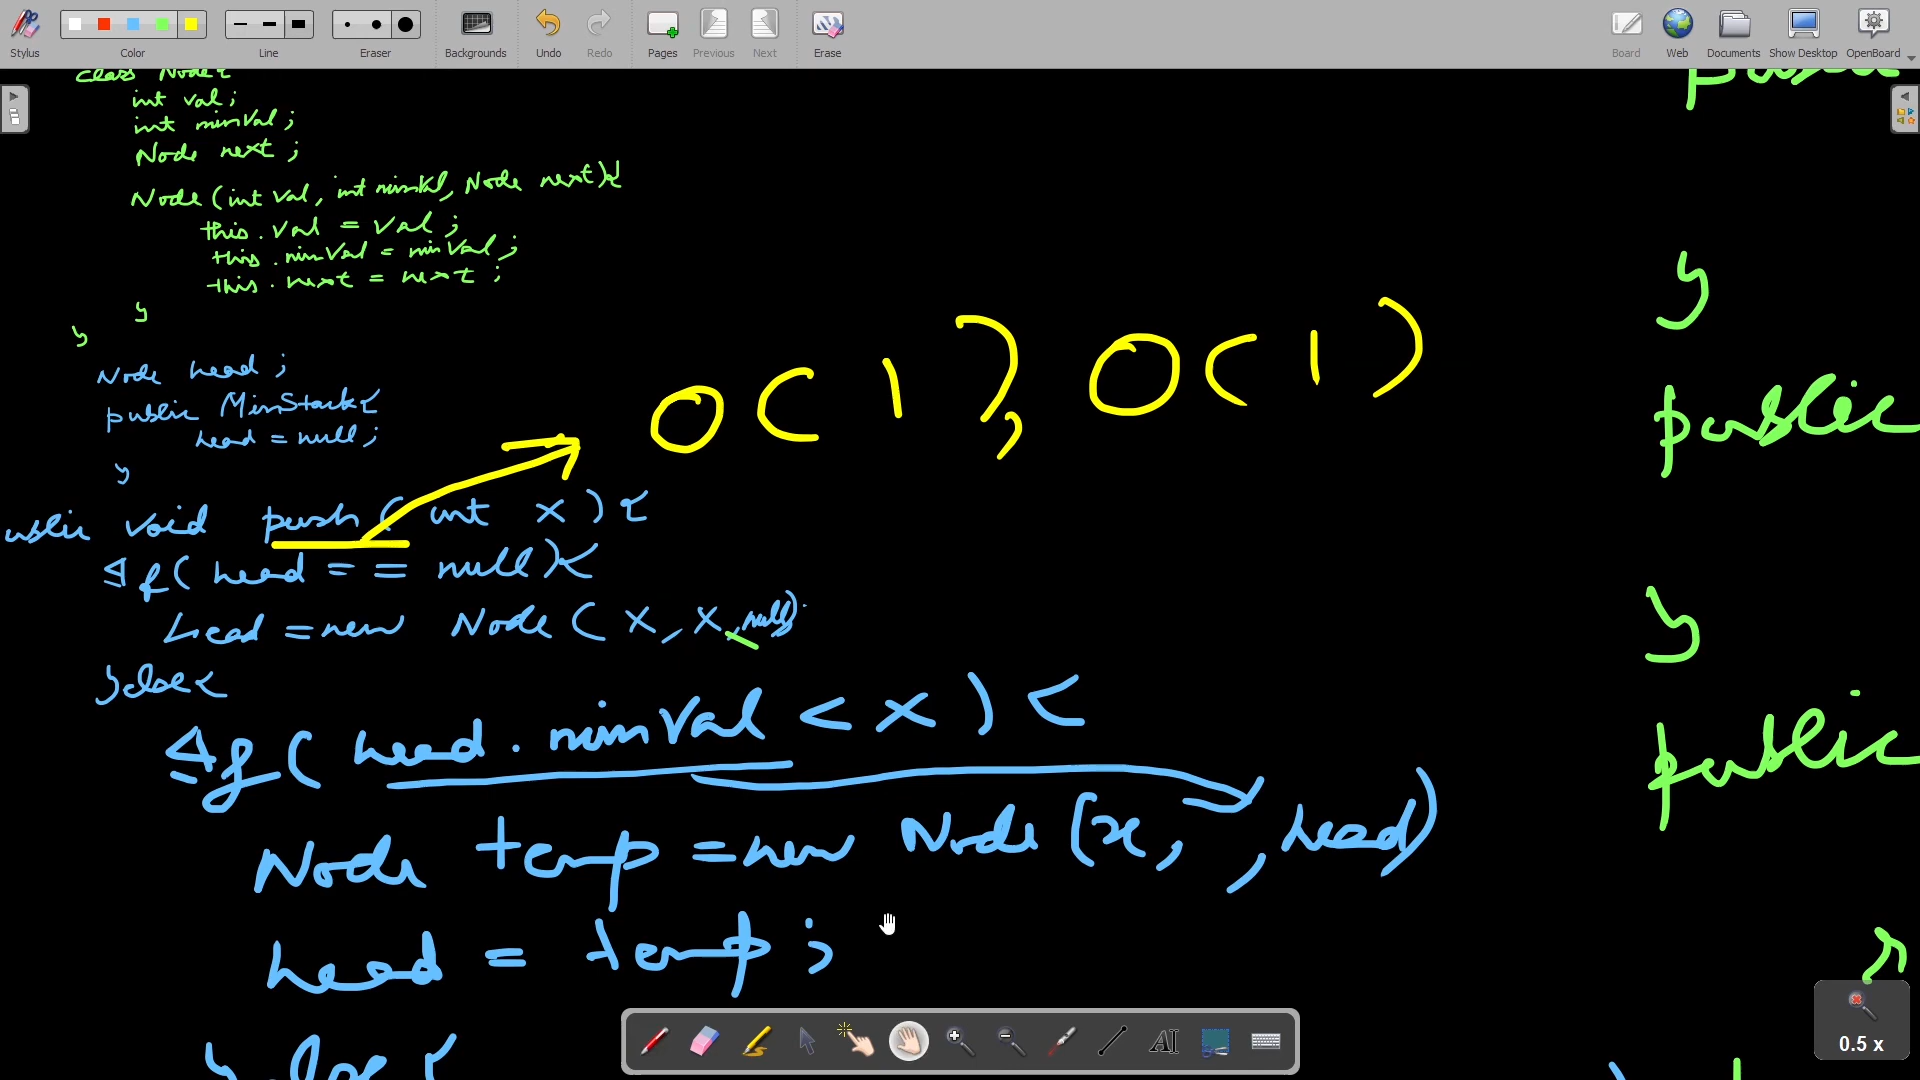 Stylus Color Line Eraser Backgrounds Undo Redo Pages Previous Next Erase Board Web Documents Show Desktop OpenBoard
class Node{
int val;
int minVal;
Node next;
Node (int val, int minVal, Node next){
this.val = val;
this.minVal = minVal;
this.next = next;
}
}
Node head;
public MinStack{
head = null;
}
O(1), O(1)
ublic void push (int x){
if(head == null){
head = new Node(x, x, null);
}else{
if(head.minVal < x){
Node temp = new Node(x, , head)
head = temp;
}else{
}
public
}
public
}
0.5 x